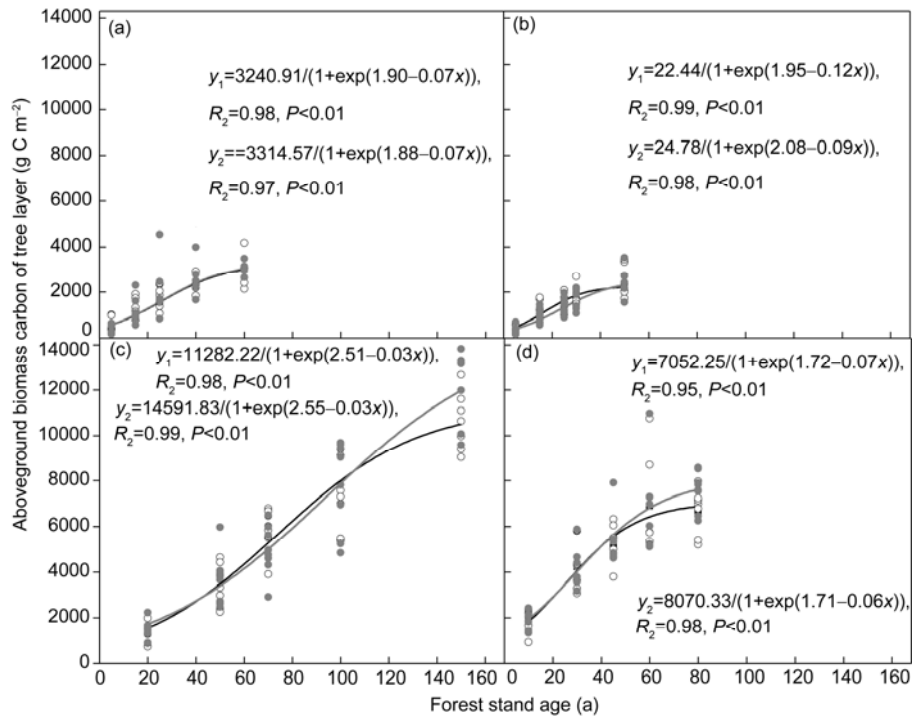 Aboveground biomass carbon of tree layer (g C m⁻²)
14000
12000
10000
8000
6000
4000
2000
0
(a)
y₁=3240.91/(1+exp(1.90–0.07x)),
R₂=0.98, P<0.01
y₂==3314.57/(1+exp(1.88–0.07x)),
R₂=0.97, P<0.01
(b)
y₁=22.44/(1+exp(1.95–0.12x)),
R₂=0.99, P<0.01
y₂=24.78/(1+exp(2.08–0.09x)),
R₂=0.98, P<0.01
14000
12000
10000
8000
6000
4000
2000
0
(c)
y₁=11282.22/(1+exp(2.51–0.03x)),
R₂=0.98, P<0.01
y₂=14591.83/(1+exp(2.55–0.03x)),
R₂=0.99, P<0.01
(d)
y₁=7052.25/(1+exp(1.72–0.07x)),
R₂=0.95, P<0.01
y₂=8070.33/(1+exp(1.71–0.06x)),
R₂=0.98, P<0.01
0 20 40 60 80 100 120 140 160 0 20 40 60 80 100 120 140 160
Forest stand age (a)